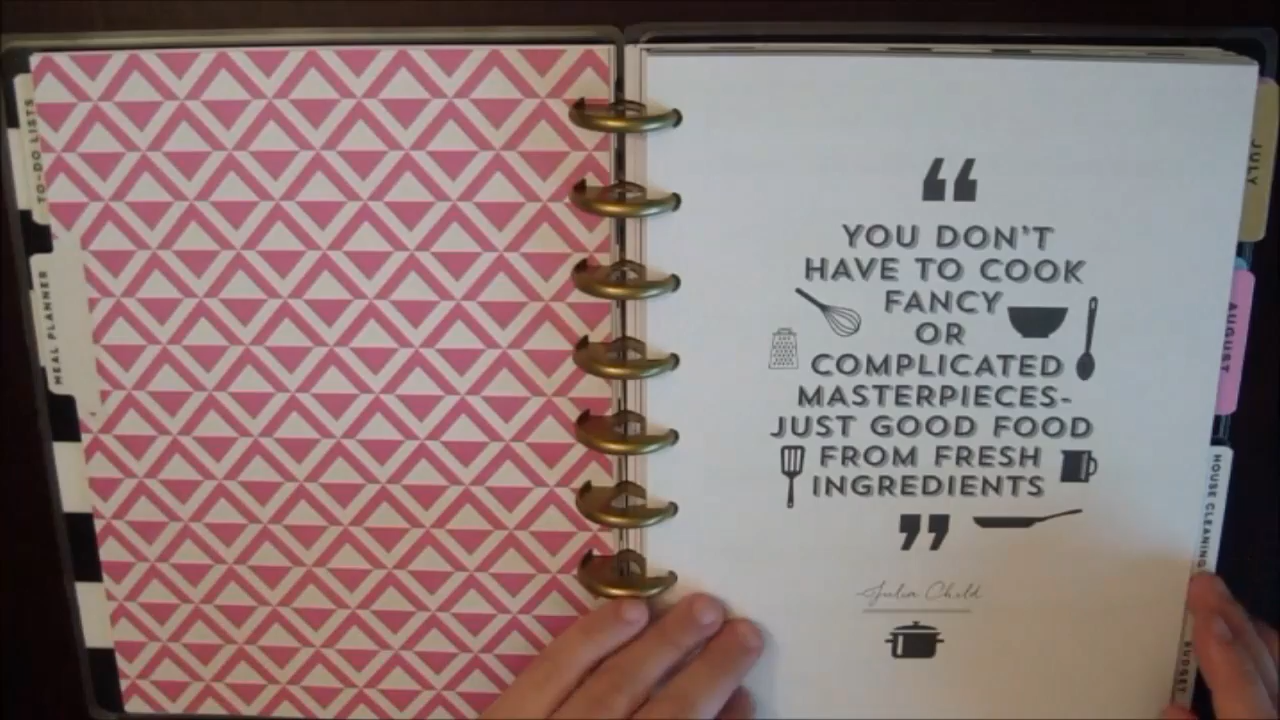 TO-DO LISTS
MEAL PLANNER
“
YOU DON'T
HAVE TO COOK
FANCY
OR
COMPLICATED
MASTERPIECES-
JUST GOOD FOOD
FROM FRESH
INGREDIENTS
”
Julia Child
JULY
AUGUST
HOUSE CLEANING
BUDGET